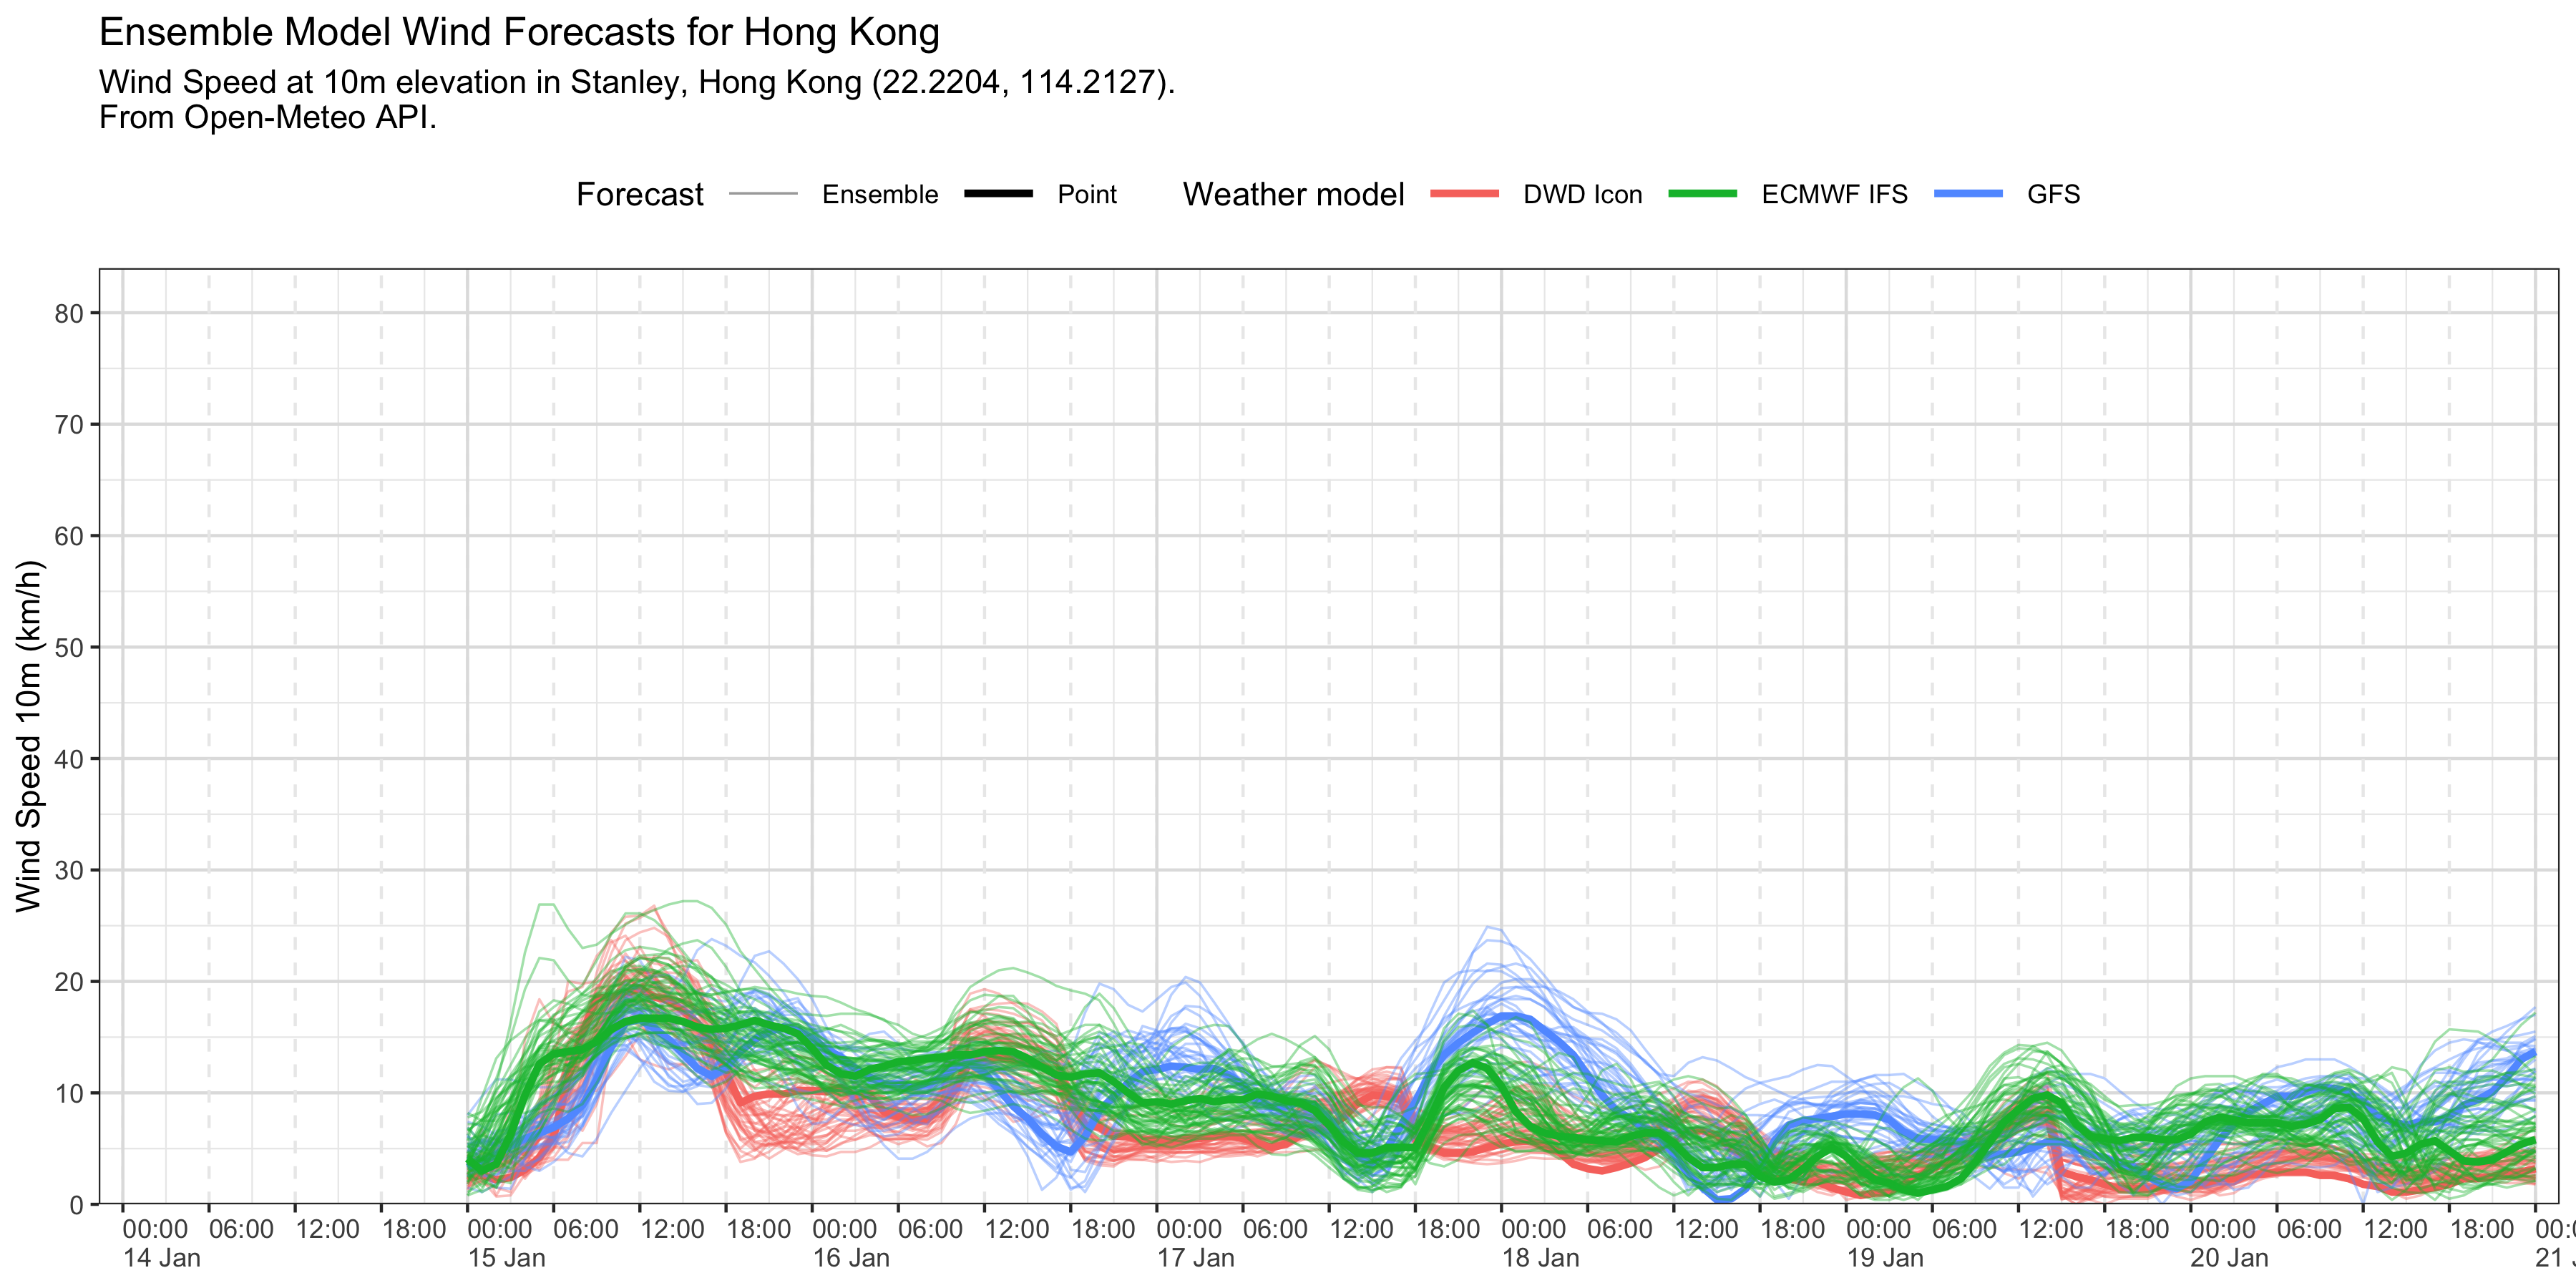 Ensemble Model Wind Forecasts for Hong Kong
Wind Speed at 10m elevation in Stanley, Hong Kong (22.2204, 114.2127).
From Open-Meteo API.
Forecast Ensemble Point Weather model DWD Icon ECMWF IFS GFS
Wind Speed 10m (km/h)
80
70
60
50
40
30
20
10
0
00:00 06:00 12:00 18:00 00:00 06:00 12:00 18:00 00:00 06:00 12:00 18:00 00:00 06:00 12:00 18:00 00:00 06:00 12:00 18:00 00:00 06:00 12:00 18:00 00:00 06:00 12:00 18:00
14 Jan 15 Jan 16 Jan 17 Jan 18 Jan 19 Jan 20 Jan 21